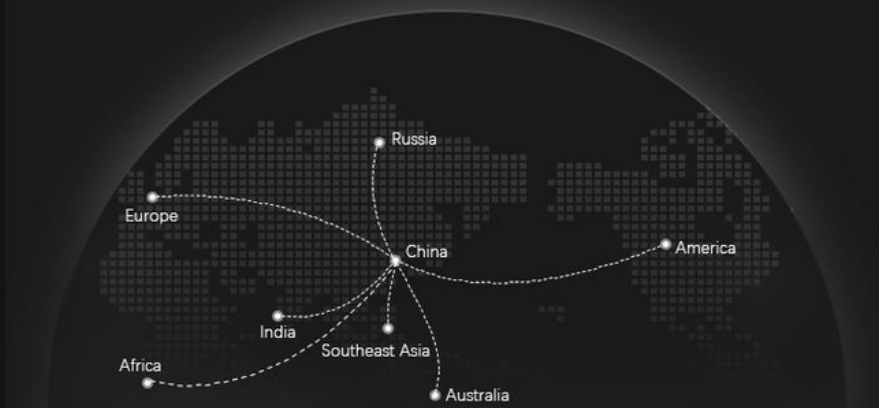 Russia
Europe
China
America
India
Southeast Asia
Africa
Australia